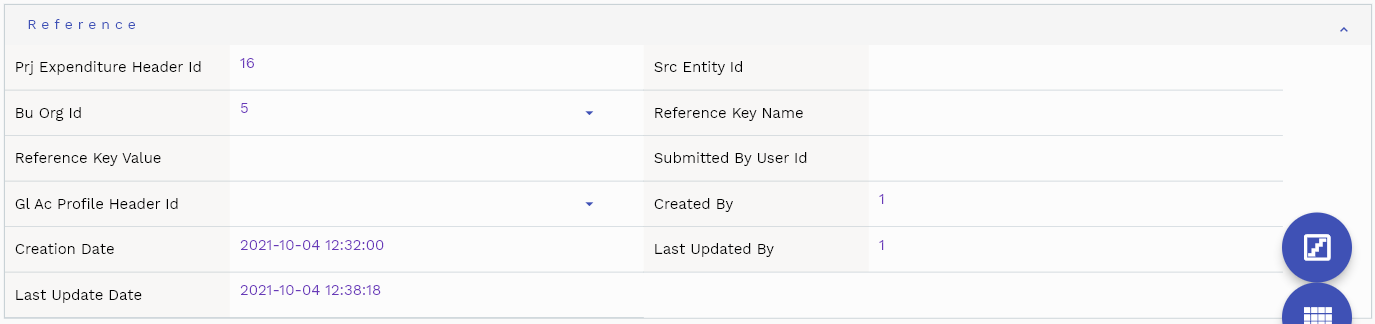 Reference
Prj Expenditure Header Id 16 Src Entity Id
Bu Org Id 5 Reference Key Name
Reference Key Value Submitted By User Id
Gl Ac Profile Header Id Created By 1
Creation Date 2021-10-04 12:32:00 Last Updated By 1
Last Update Date 2021-10-04 12:38:18